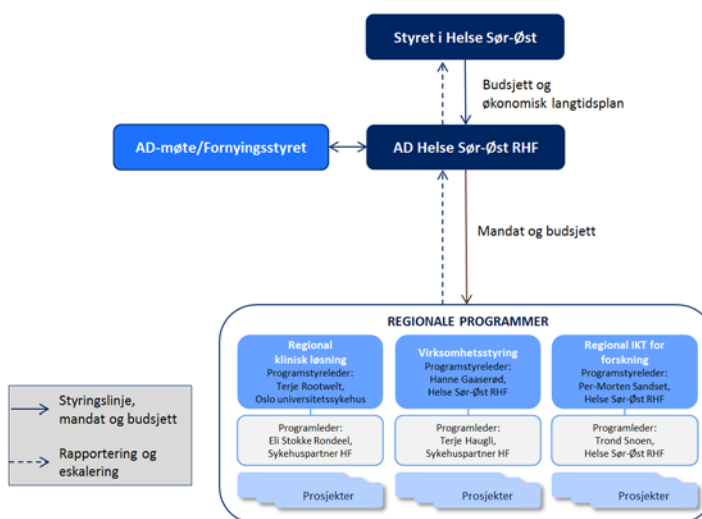 Styret i Helse Sør-Øst
Budsjett og
økonomisk langtidsplan
AD-møte/Fornyingsstyret
AD Helse Sør-Øst RHF
Mandat og budsjett
REGIONALE PROGRAMMER
Regional
klinisk løsning
Programstyreleder:
Terje Rootwelt,
Oslo universitetssykehus
Programleder:
Eli Stokke Rondeel,
Sykehuspartner HF
Prosjekter
Virksomhetsstyring
Programstyreleder:
Hanne Gaaserød,
Helse Sør-Øst RHF
Programleder:
Terje Haugli,
Sykehuspartner HF
Prosjekter
Regional IKT for
forskning
Programstyreleder:
Per-Morten Sandset,
Helse Sør-Øst RHF
Programleder:
Trond Snoen,
Helse Sør-Øst RHF
Prosjekter
Styringslinje,
mandat og budsjett
Rapportering og
eskalering